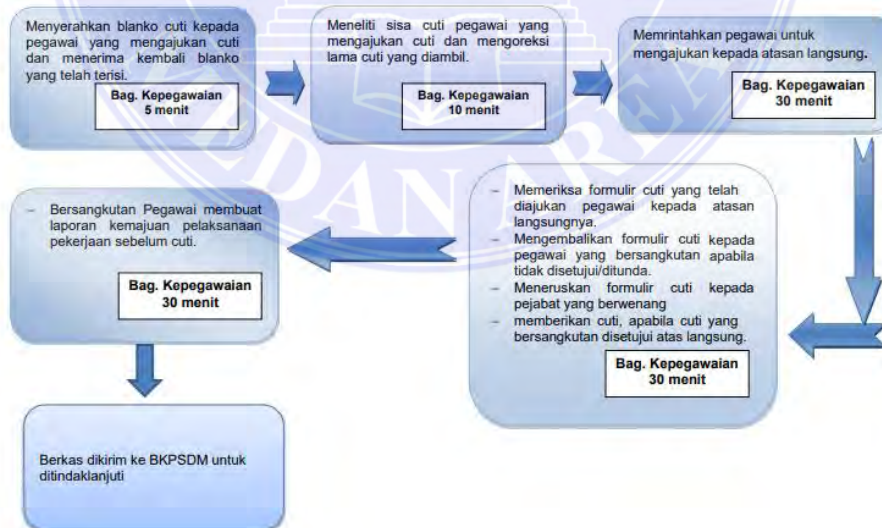 Menyerahkan blanko cuti kepada
pegawai yang mengajukan cuti
dan menerima kembali blanko
yang telah terisi.
Bag. Kepegawaian
5 menit
Meneliti sisa cuti pegawai yang
mengajukan cuti dan mengoreksi
lama cuti yang diambil.
Bag. Kepegawaian
10 menit
Memrintahkan pegawai untuk
mengajukan kepada atasan langsung.
Bag. Kepegawaian
30 menit
– Memeriksa formulir cuti yang telah
diajukan pegawai kepada atasan
langsungnya.
– Mengembalikan formulir cuti kepada
pegawai yang bersangkutan apabila
tidak disetujui/ditunda.
– Meneruskan formulir cuti kepada
pejabat yang berwenang
– memberikan cuti, apabila cuti yang
bersangkutan disetujui atas langsung.
Bag. Kepegawaian
30 menit
– Bersangkutan Pegawai membuat
laporan kemajuan pelaksanaan
pekerjaan sebelum cuti.
Bag. Kepegawaian
30 menit
Berkas dikirim ke BKPSDM untuk
ditindaklanjuti
EDAN AREA